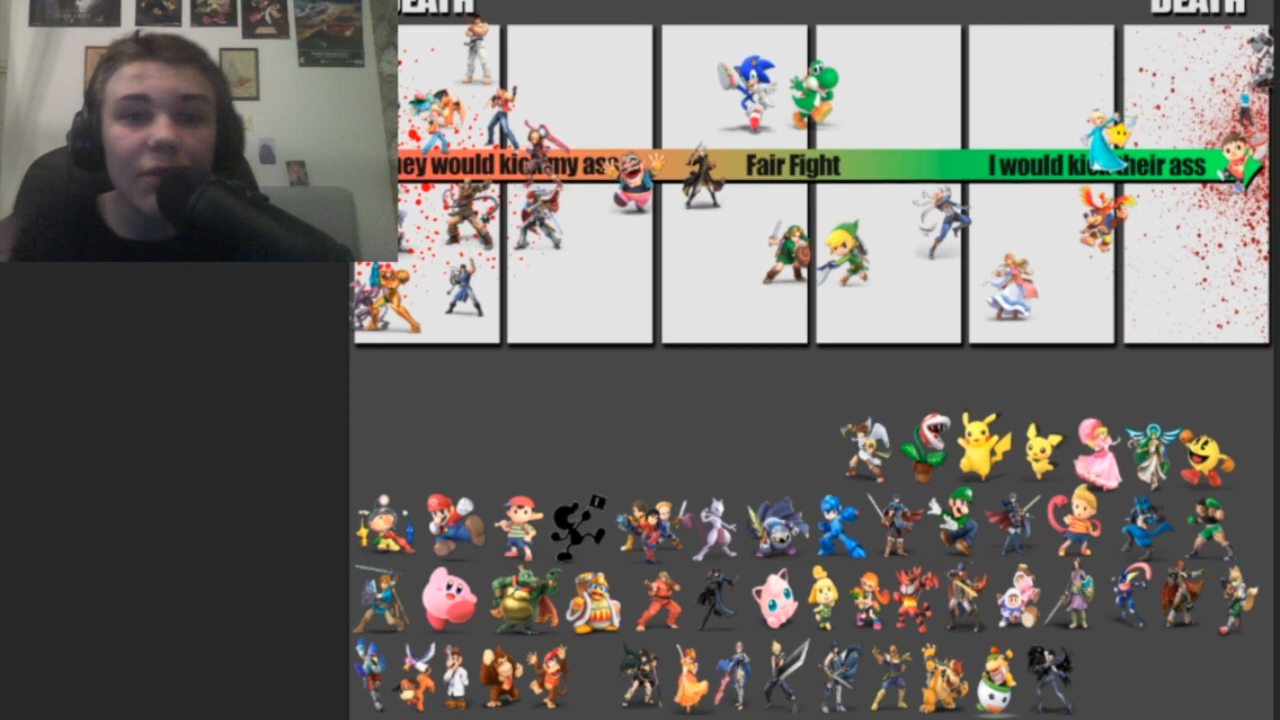 DEATH
DEATH
hey would kick my ass
Fair Fight
I would kick their ass